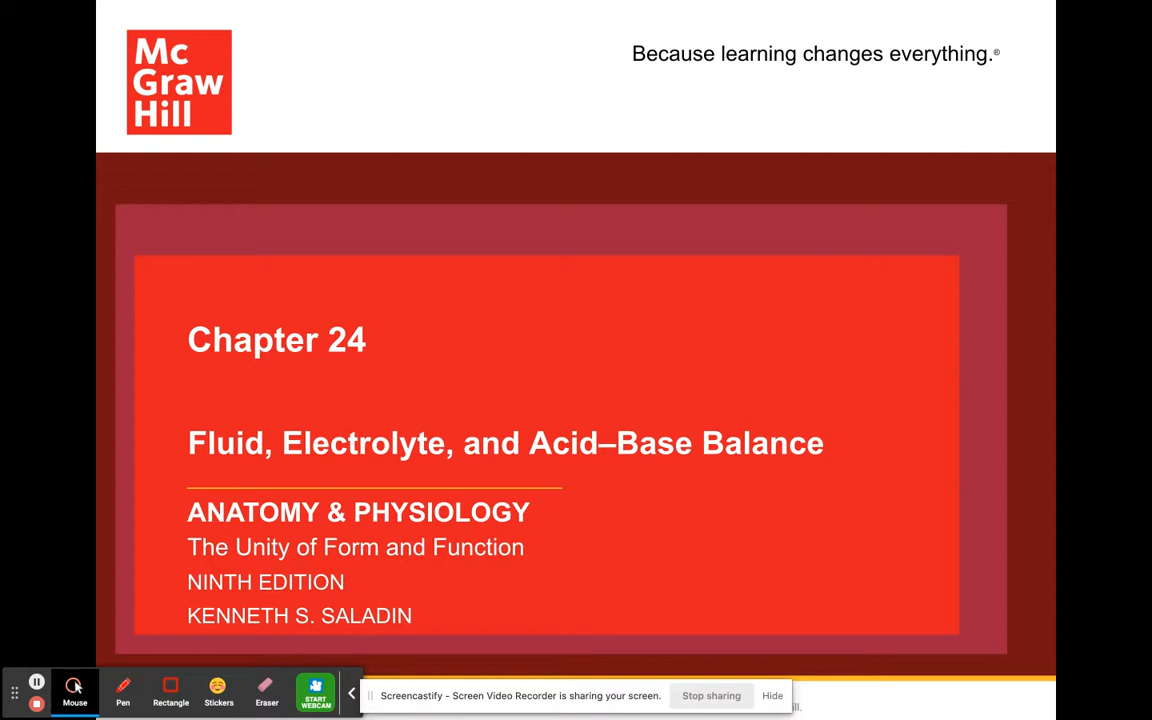 Mc
Graw
Hill
Because learning changes everything.®
Chapter 24
Fluid, Electrolyte, and Acid–Base Balance
ANATOMY & PHYSIOLOGY
The Unity of Form and Function
NINTH EDITION
KENNETH S. SALADIN
Mouse
Pen
Rectangle
Stickers
Eraser
START
WEBCAM
Screencastify - Screen Video Recorder is sharing your screen.
Stop sharing
Hide